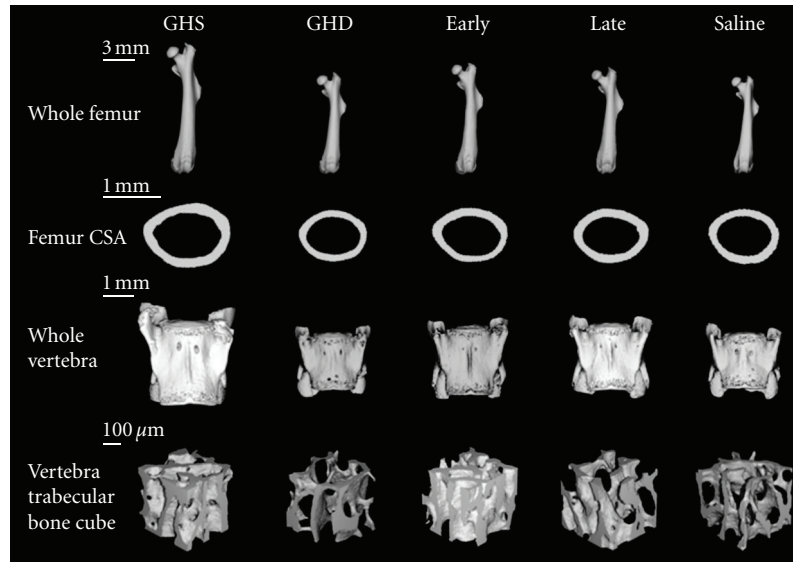 GHS GHD Early Late Saline
3 mm
Whole femur
1 mm
Femur CSA
1 mm
Whole
vertebra
100 µm
Vertebra
trabecular
bone cube